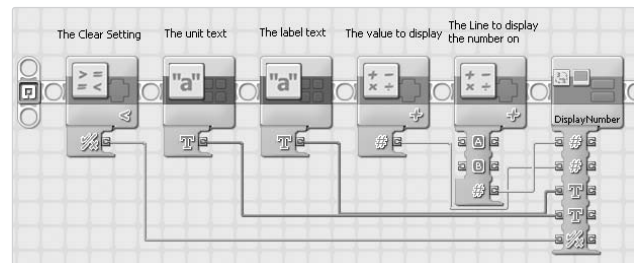 The Clear Setting
The unit text
The label text
The value to display
The Line to display
the number on
> =
= <
"a"
"a"
+ −
× ÷
+ −
× ÷
DisplayNumber
T
T
#
A
B
#
#
#
T
T